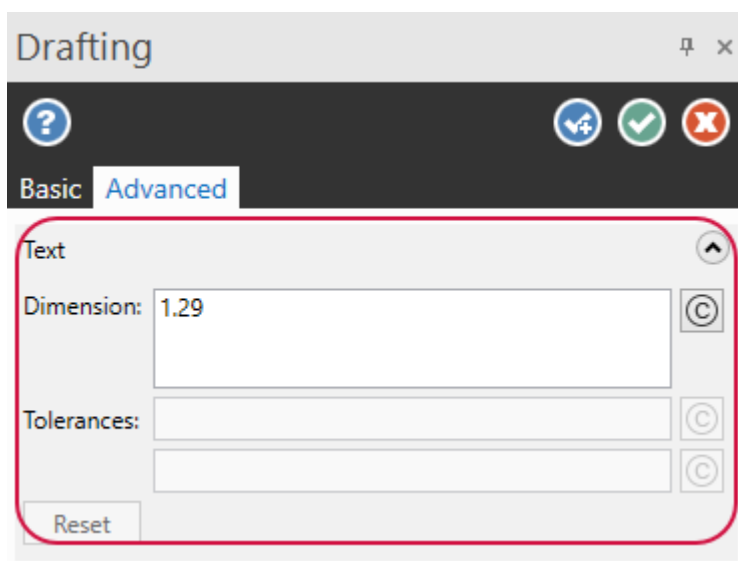 Drafting
?
Basic Advanced
Text
Dimension: 1.29
©
Tolerances:
©
©
Reset